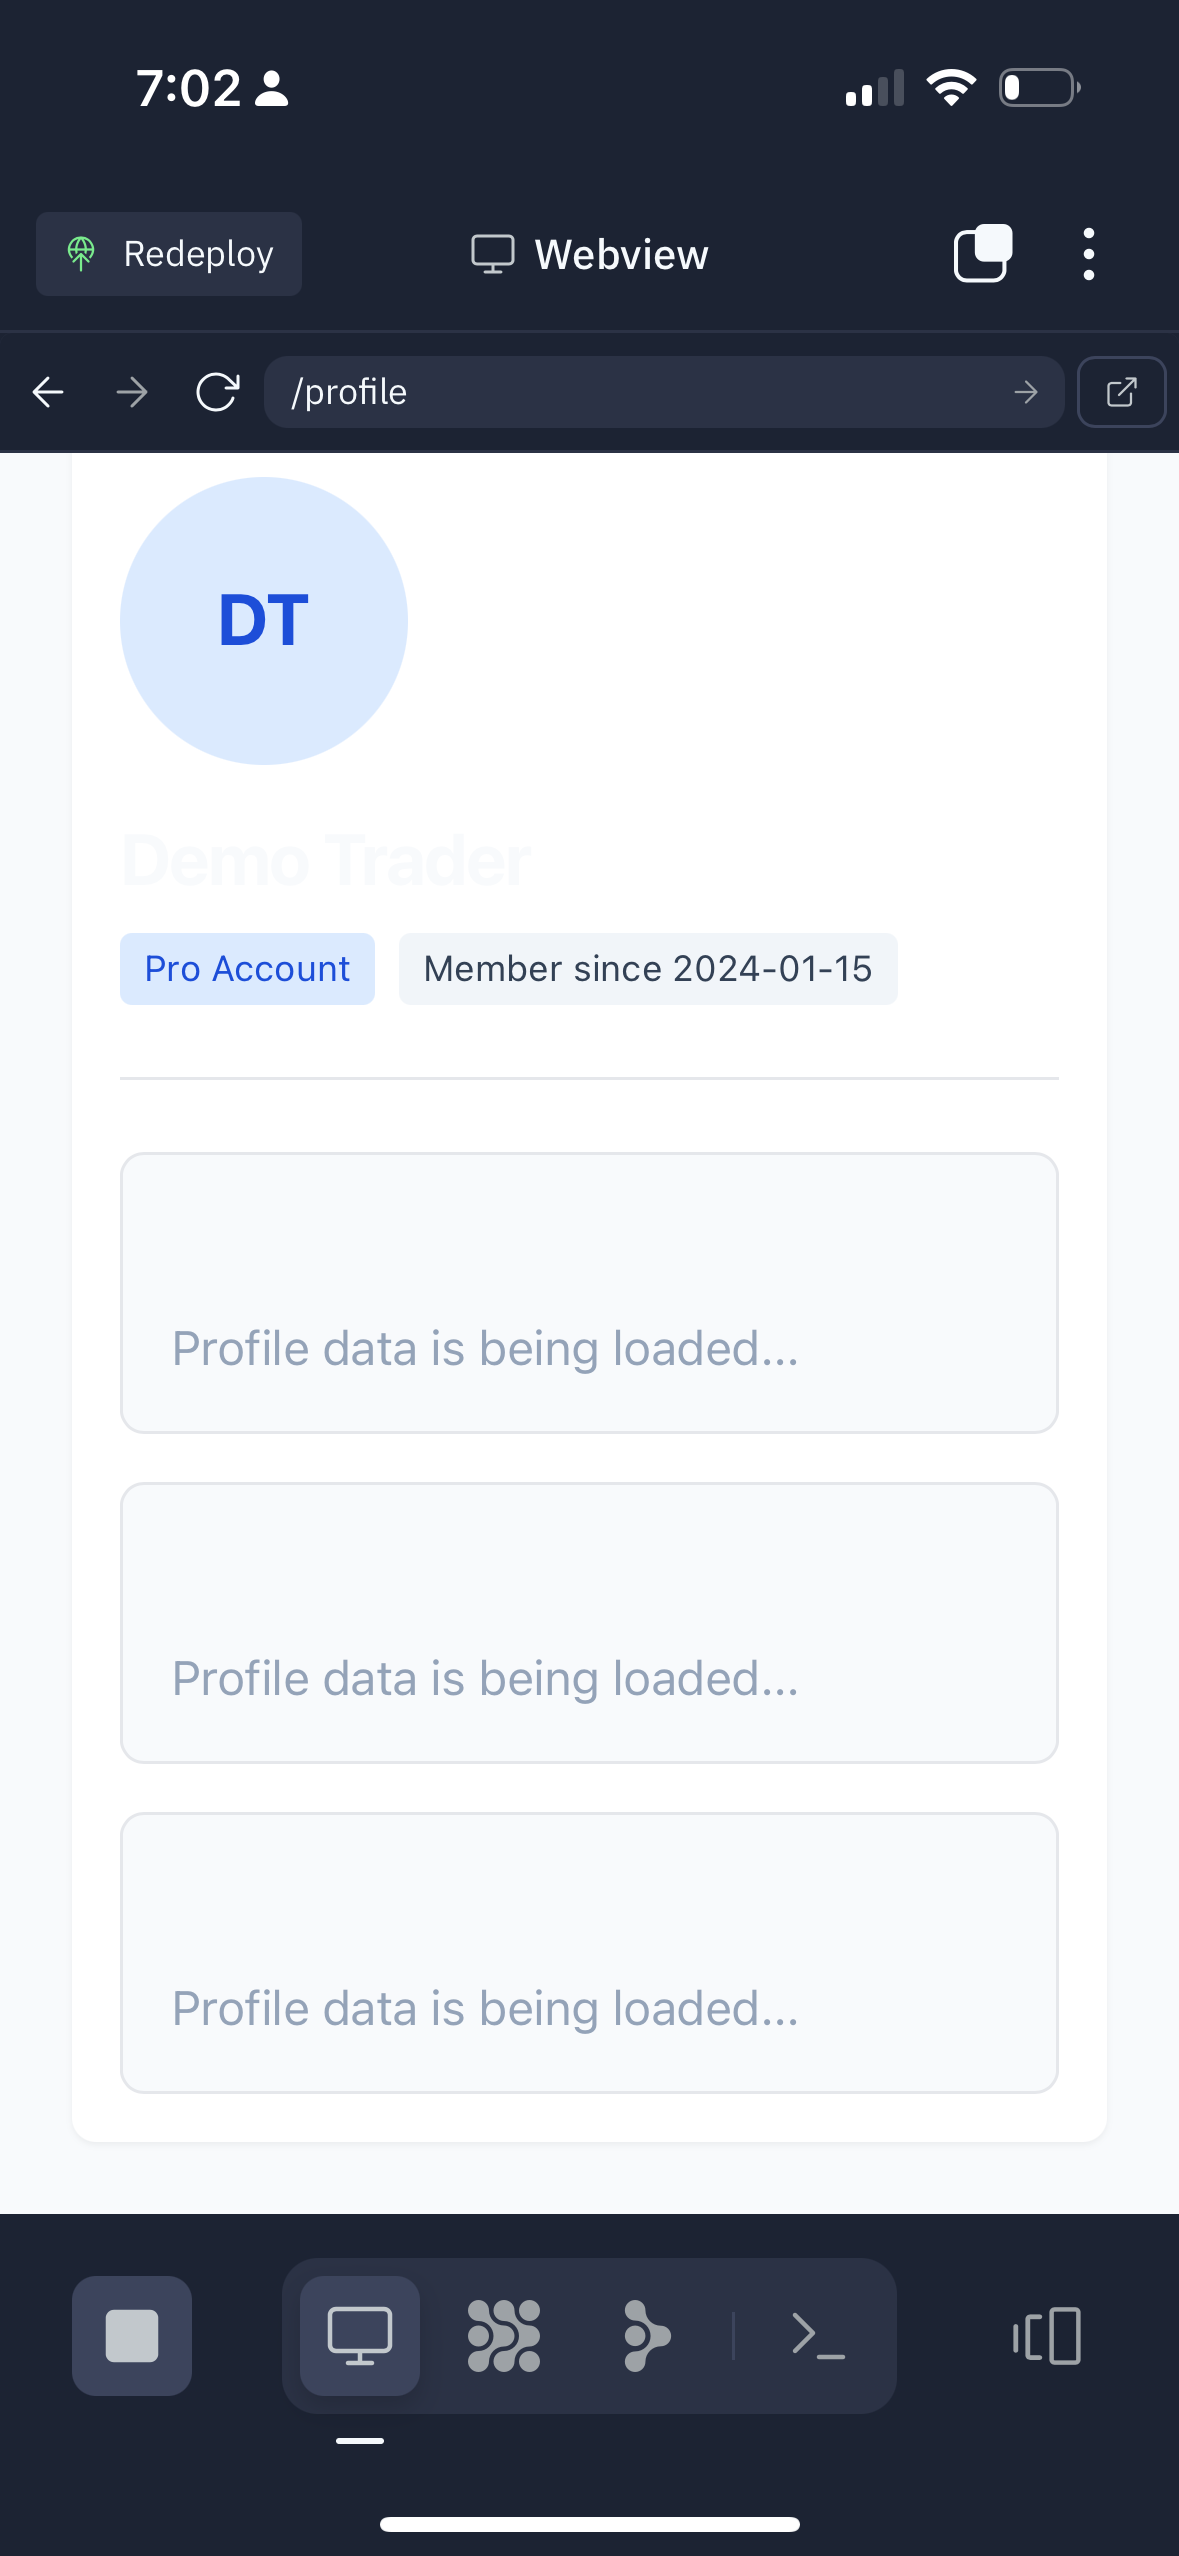 7:02
Redeploy
Webview
/profile
DT
Demo Trader
Pro Account
Member since 2024-01-15
Profile data is being loaded...
Profile data is being loaded...
Profile data is being loaded...